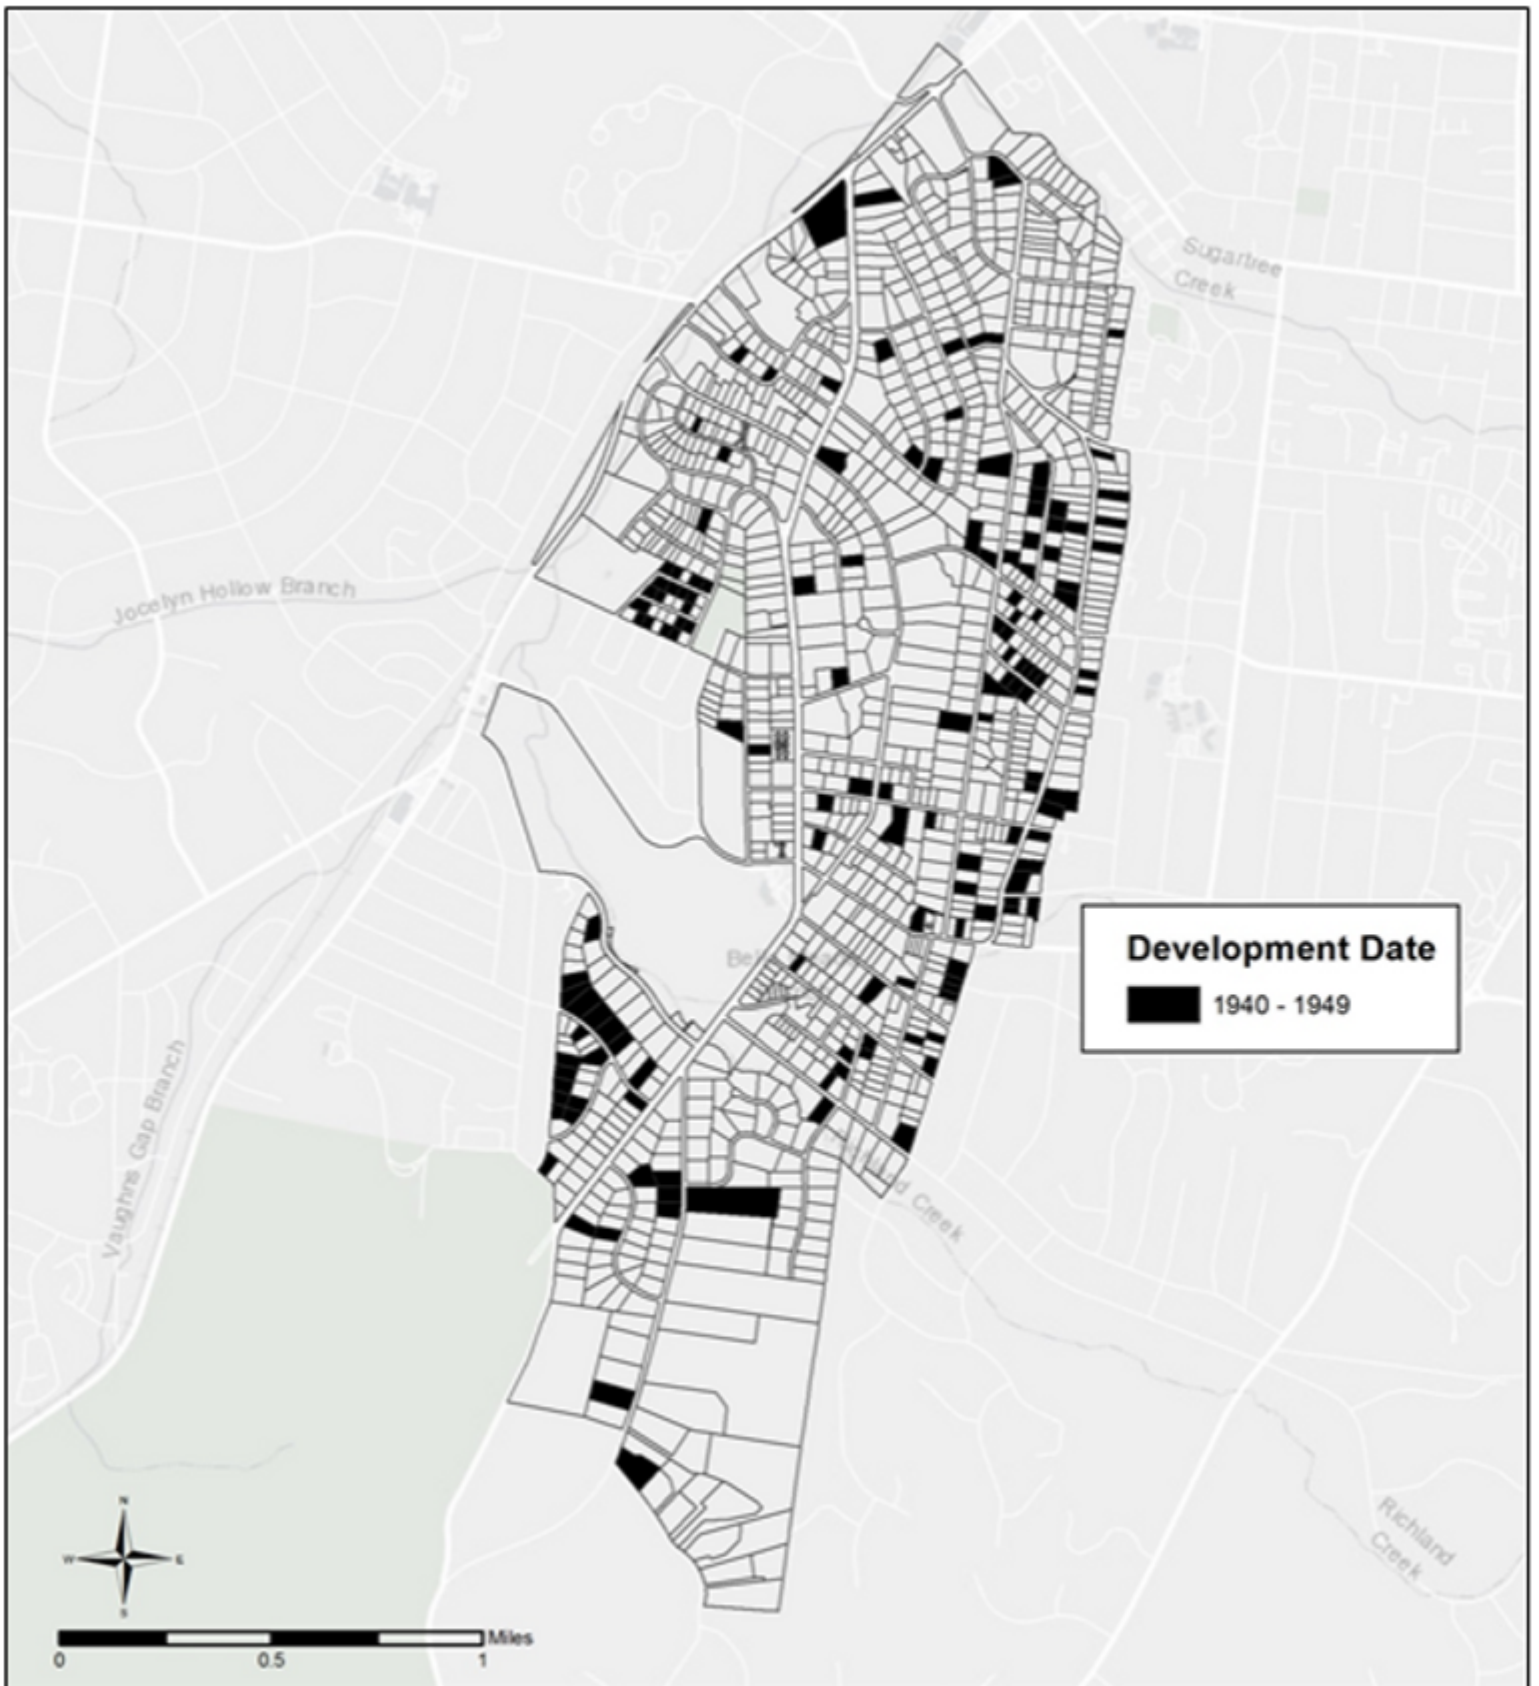 Sugartree
Creek
Jocelyn Hollow Branch
Development Date
1940 - 1949
Vaughns Gap Branch
Creek
Richland
Creek
N
W E
S
Miles
0 0.5 1